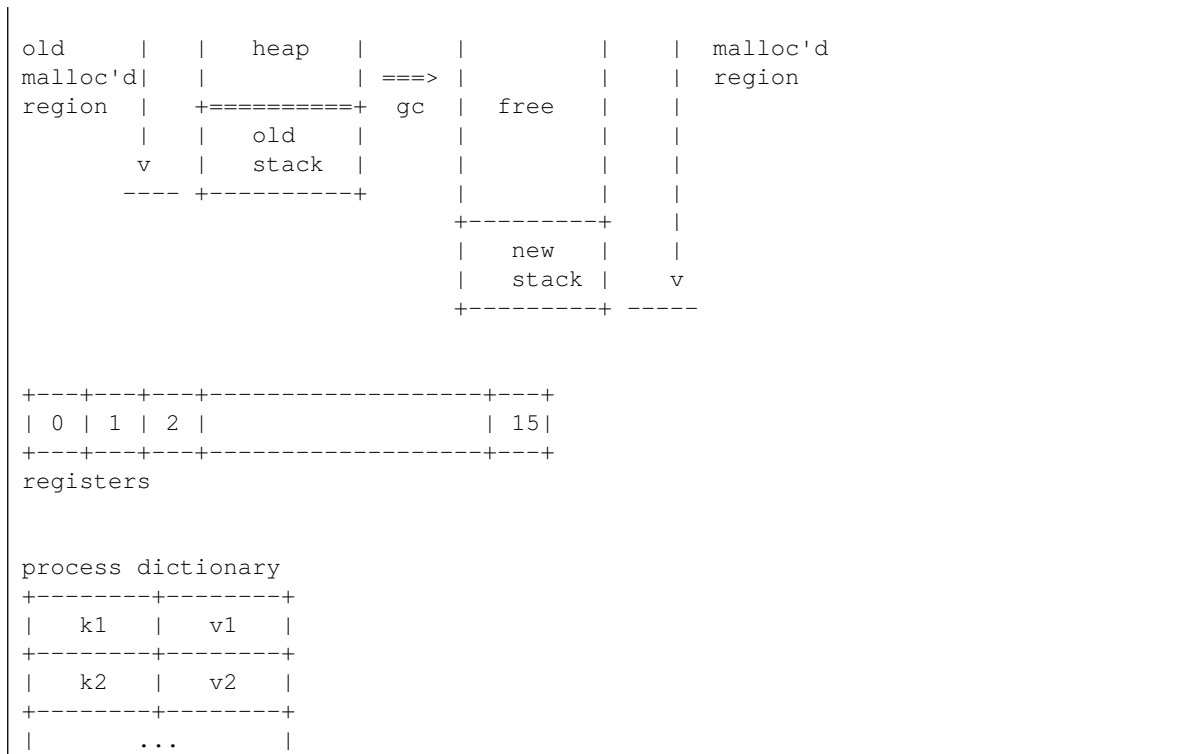 old       |   |   heap   |      |         |    |  malloc'd
malloc'd|     |          | ===> |         |    |  region
region  |     +==========+  gc  |  free   |    |
        |     |   old    |      |         |    |
        v     |   stack  |      |         |    |
       ---- +----------+      |         |    |
                              +---------+    |
                              |   new   |    |
                              |   stack |    v
                              +---------+ -----
+---+---+---+-------------------+---+
| 0 | 1 | 2 |                   | 15|
+---+---+---+-------------------+---+
registers
process dictionary
+--------+--------+
|   k1   |   v1   |
+--------+--------+
|   k2   |   v2   |
+--------+--------+
|       ...       |